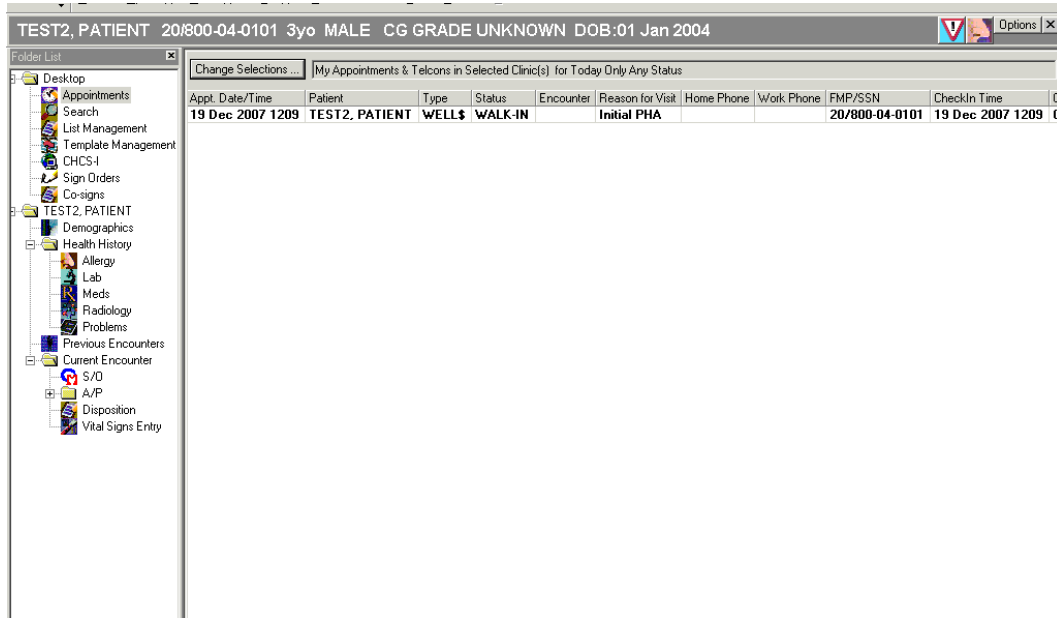 TEST2, PATIENT 20/800-04-0101 3yo MALE CG GRADE UNKNOWN DOB:01 Jan 2004
Options
Folder List
Desktop
Appointments
Search
List Management
Template Management
CHCS-I
Sign Orders
Co-signs
TEST2, PATIENT
Demographics
Health History
Allergy
Lab
Meds
Radiology
Problems
Previous Encounters
Current Encounter
S/O
A/P
Disposition
Vital Signs Entry
Change Selections ... My Appointments & Telcons in Selected Clinic(s) for Today Only Any Status
Appt. Date/Time Patient Type Status Encounter Reason for Visit Home Phone Work Phone FMP/SSN CheckIn Time
19 Dec 2007 1209 TEST2, PATIENT WELL$ WALK-IN Initial PHA 20/800-04-0101 19 Dec 2007 1209